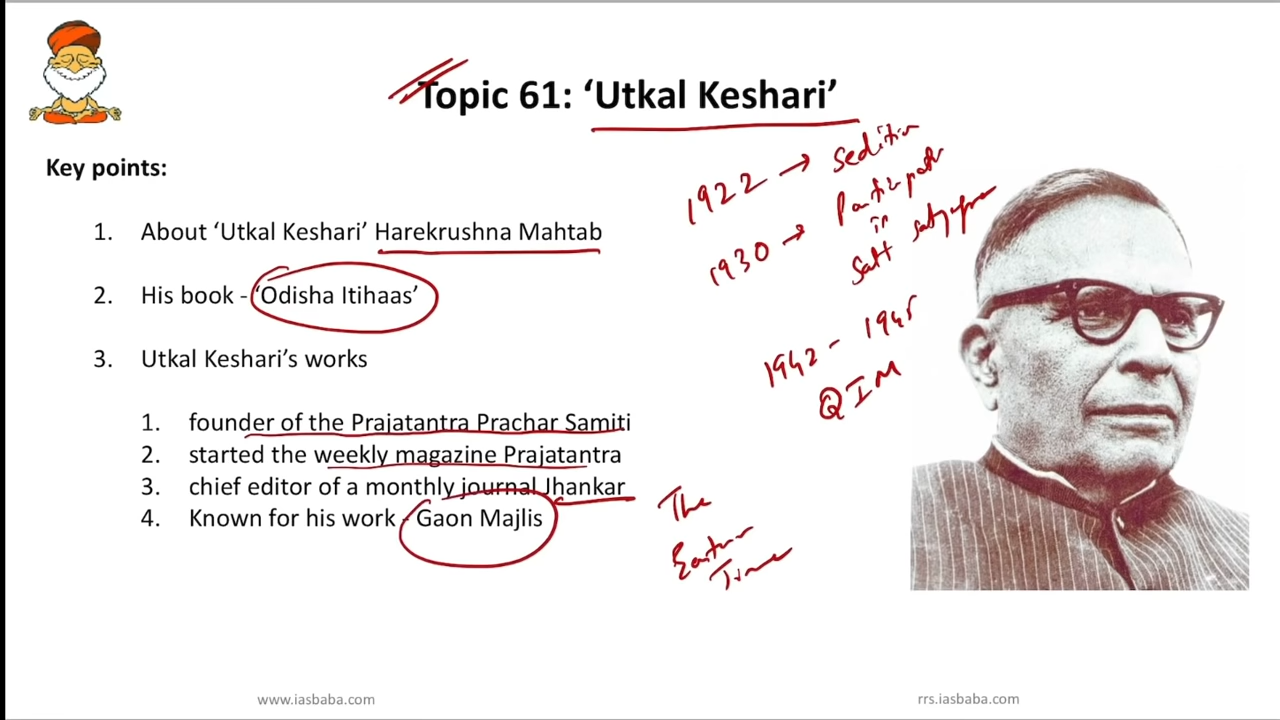 Topic 61: ‘Utkal Keshari’
Key points:
1. About ‘Utkal Keshari’ Harekrushna Mahtab
2. His book - ‘Odisha Itihaas’
3. Utkal Keshari’s works
1. founder of the Prajatantra Prachar Samiti
2. started the weekly magazine Prajatantra
3. chief editor of a monthly journal Jhankar
4. Known for his work - Gaon Majlis
1922 → Sedition
1930 →
in
Salt
1942 - 1945
QIM
The
Eastern
Times
www.iasbaba.com
rrs.iasbaba.com